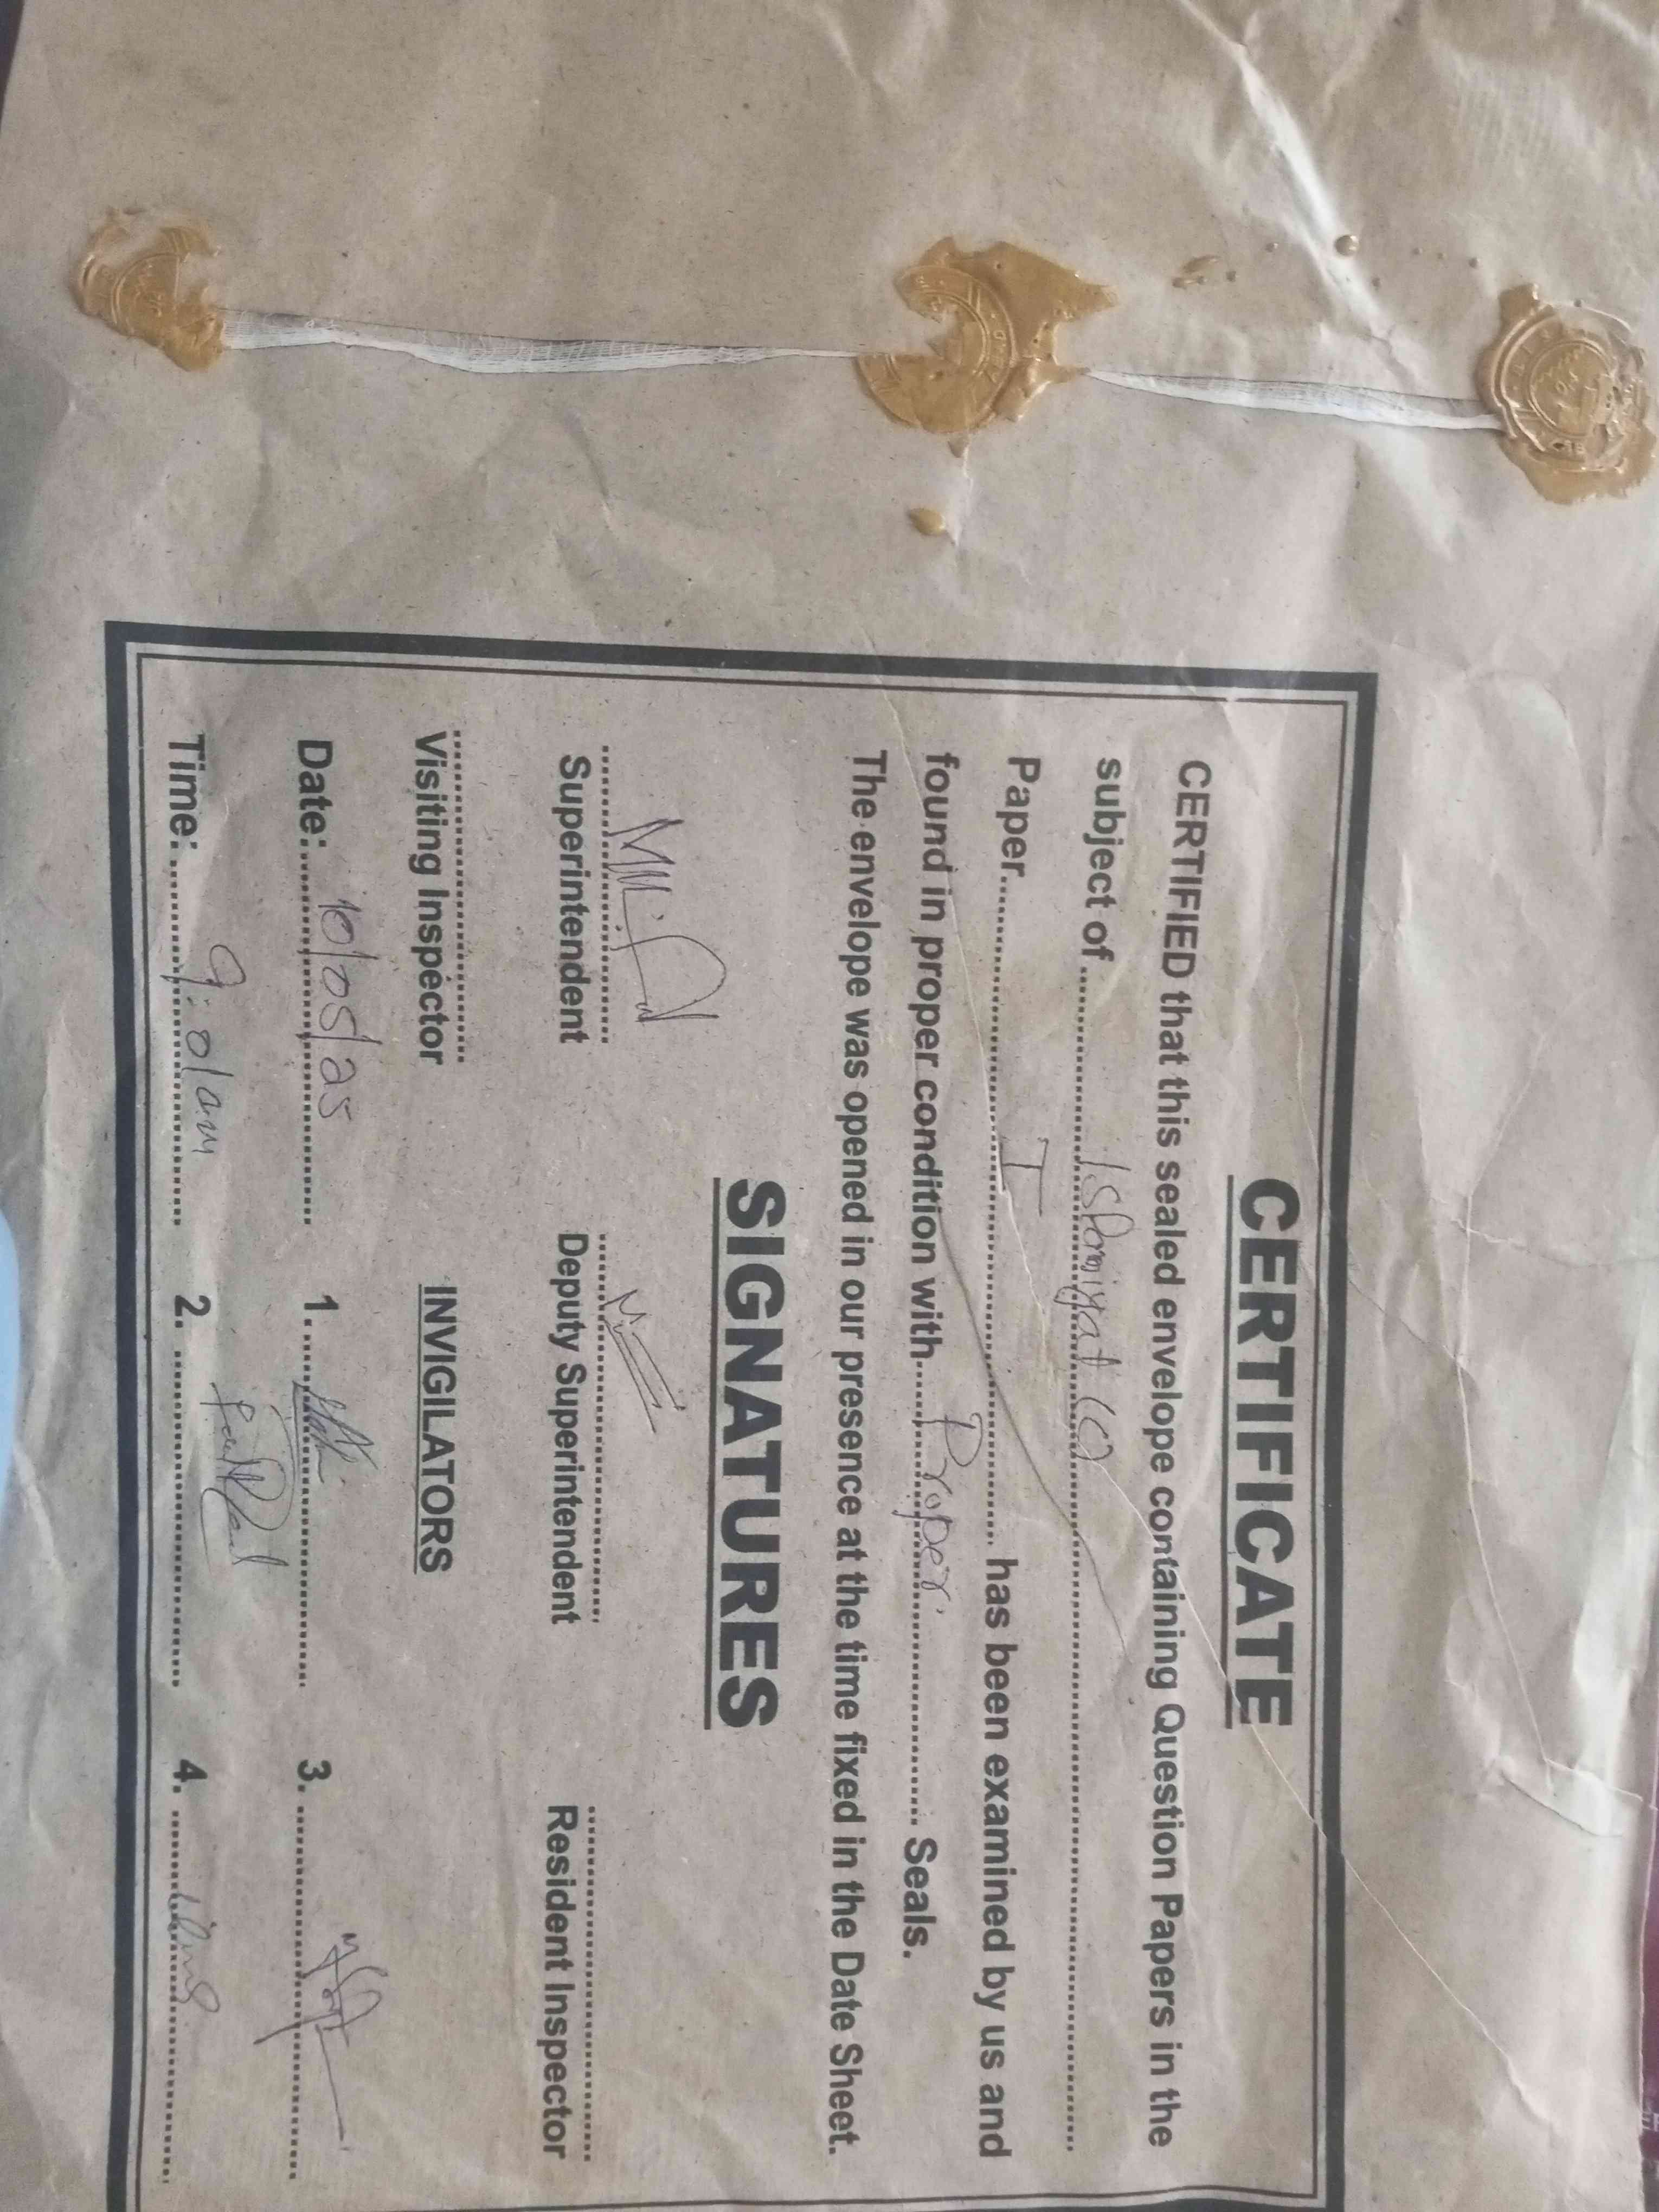 CERTIFICATE
CERTIFIED that this sealed envelope containing Question Papers in the
subject of Islamiyat 10
Paper I has been examined by us and
found in proper condition with Proper Seals.
The envelope was opened in our presence at the time fixed in the Date Sheet.
SIGNATURES
Superintendent Deputy Superintendent Resident Inspector
Visiting Inspector INVIGILATORS
Date: 10/05/25 1. 3.
Time: 9:01am 2. 4.